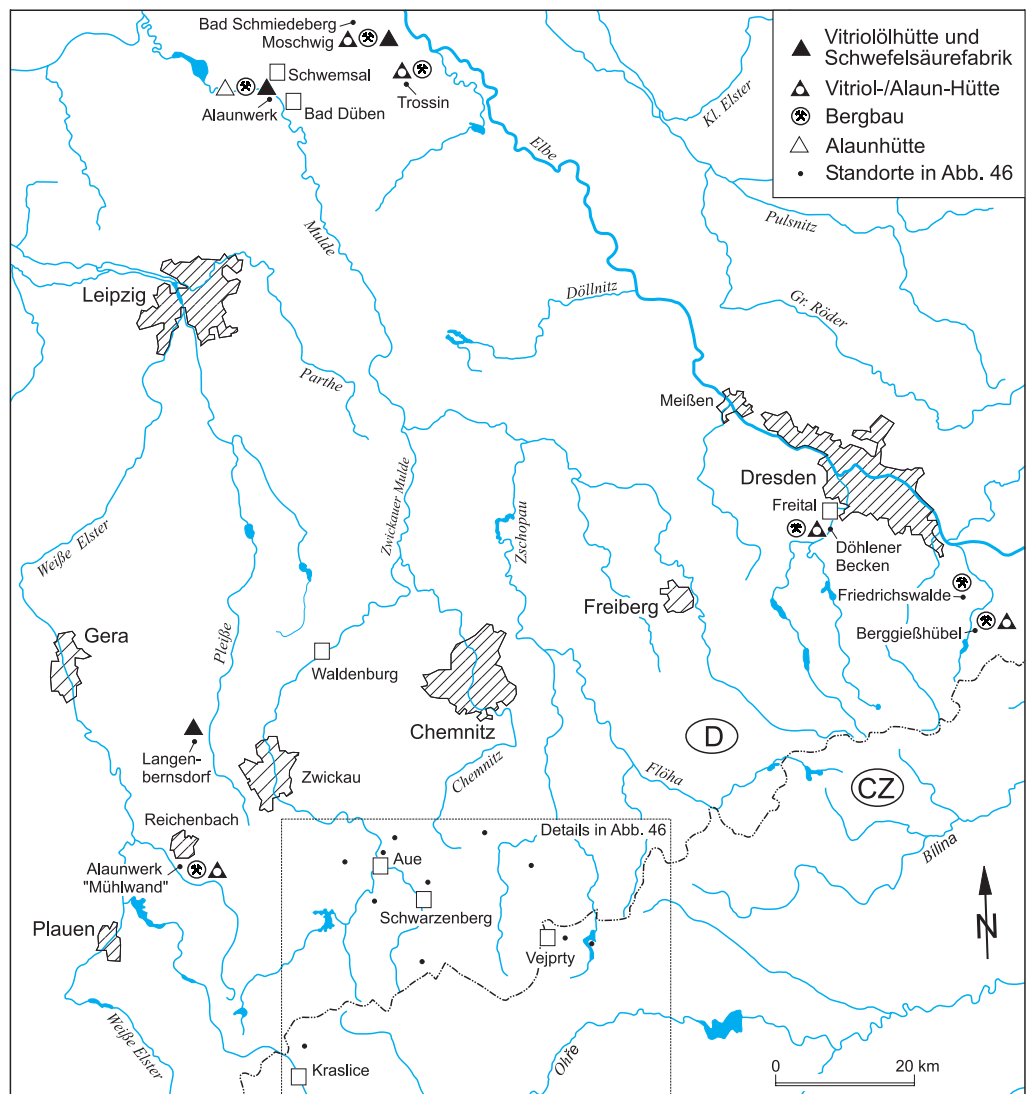 Bad Schmiedeberg
Moschwig
Schwemsal
Alaunwerk
Bad Düben
Trossin
Vitriolölhütte und
Schwefelsäurefabrik
Vitriol-/Alaun-Hütte
Bergbau
Alaunhütte
Standorte in Abb. 46
Kl. Elster
Elbe
Pulsnitz
Mulde
Leipzig
Döllnitz
Gr. Röder
Parthe
Meißen
Dresden
Freital
Döhlener
Becken
Zwickauer Mulde
Zschopau
Weiße Elster
Freiberg
Friedrichswalde
Berggießhübel
Gera
Pleiße
Waldenburg
Chemnitz
D
Langen-
bernsdorf
Zwickau
Chemnitz
Flöha
CZ
Reichenbach
Details in Abb. 46
Bílina
Alaunwerk
"Mühlwand"
Aue
Schwarzenberg
Plauen
Vejprty
N
Weiße Elster
Ohře
Kraslice
0
20 km